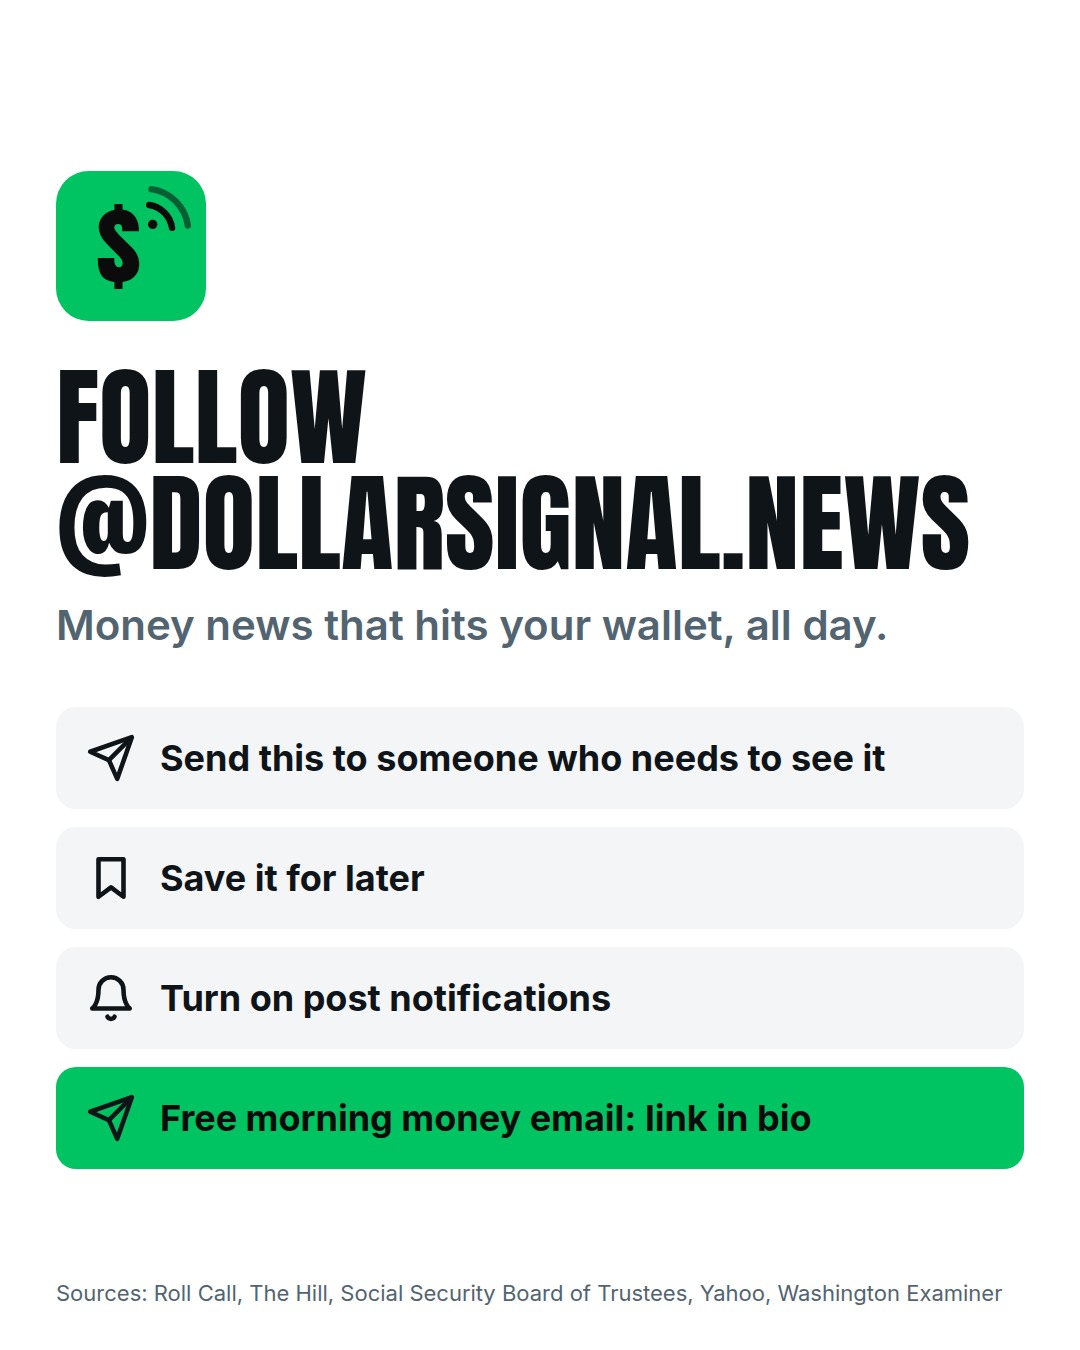 $
FOLLOW
@DOLLARSIGNAL.NEWS
Money news that hits your wallet, all day.
Send this to someone who needs to see it
Save it for later
Turn on post notifications
Free morning money email: link in bio
Sources: Roll Call, The Hill, Social Security Board of Trustees, Yahoo, Washington Examiner